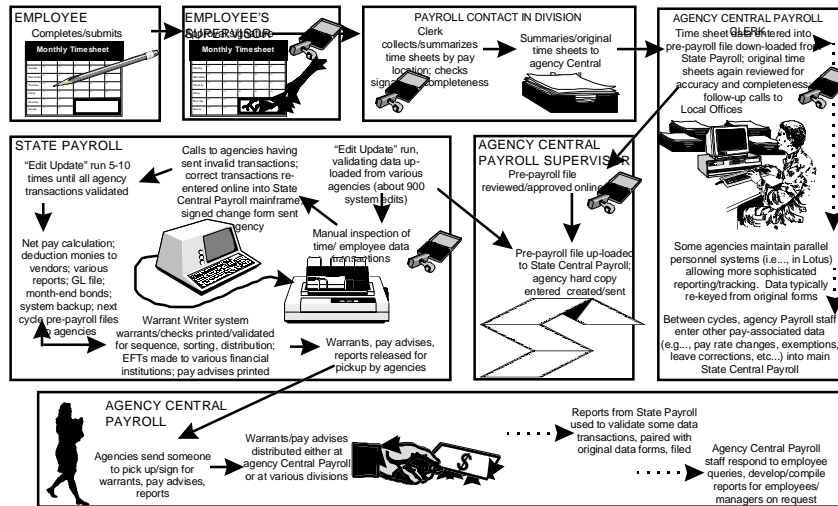 EMPLOYEE
Completes/submits
Monthly Timesheet
EMPLOYEE'S
SUPERVISOR
Approval/signature
Monthly Timesheet
PAYROLL CONTACT IN DIVISION
Clerk
collects/summarizes
time sheets by pay
location; checks
completeness
Summaries/original
time sheets to
agency Central
AGENCY CENTRAL PAYROLL
CLERK
Time sheet data entered into
pre-payroll file down-loaded from
State Payroll; original time
sheets again reviewed for
accuracy and completeness;
follow-up calls to
Local Offices
Some agencies maintain parallel
personnel systems (i.e..., in Lotus)
allowing more sophisticated
reporting/tracking. Data typically
re-keyed from original forms
Between cycles, agency Payroll staff
enter other pay-associated data
(e.g..., pay rate changes, exemptions,
leave corrections, etc...) into main
State Central Payroll
AGENCY CENTRAL
PAYROLL SUPERVISOR
Pre-payroll file
reviewed/approved online
Pre-payroll file up-loaded
to State Central Payroll;
agency hard copy
entered created/sent
STATE PAYROLL
"Edit Update" run,
validating data up-
loaded from various
agencies (about 900
system edits)
Manual inspection of
time/ employee data
transactions
Calls to agencies having
sent invalid transactions;
correct transactions re-
entered online into State
Central Payroll mainframe;
signed change form sent
agency
"Edit Update" run 5-10
times until all agency
transactions validated
Net pay calculation;
deduction monies to
vendors; various
reports; GL file;
month-end bonds;
system backup; next
cycle pre-payroll files
to agencies
Warrant Writer system
warrants/checks printed/validated
for sequence, sorting, distribution;
EFTs made to various financial
institutions; pay advises printed
Warrants, pay advises,
reports released for
pickup by agencies
AGENCY CENTRAL
PAYROLL
Agencies send someone
to pick up/sign for
warrants, pay advises,
reports
Warrants/pay advises
distributed either at
agency Central Payroll
or at various divisions
$
Reports from State Payroll
used to validate some data
transactions, paired with
original data forms, filed
Agency Central Payroll
staff respond to employee
queries, develop/compile
reports for employees/
managers on request